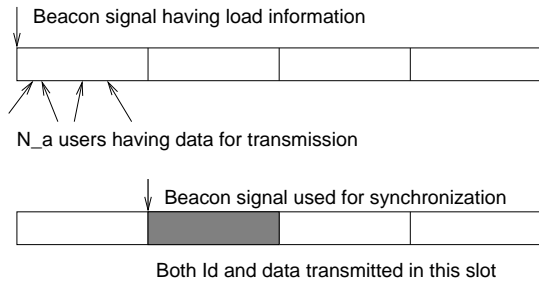 Beacon signal having load information
N_a users having data for transmission
Beacon signal used for synchronization
Both Id and data transmitted in this slot